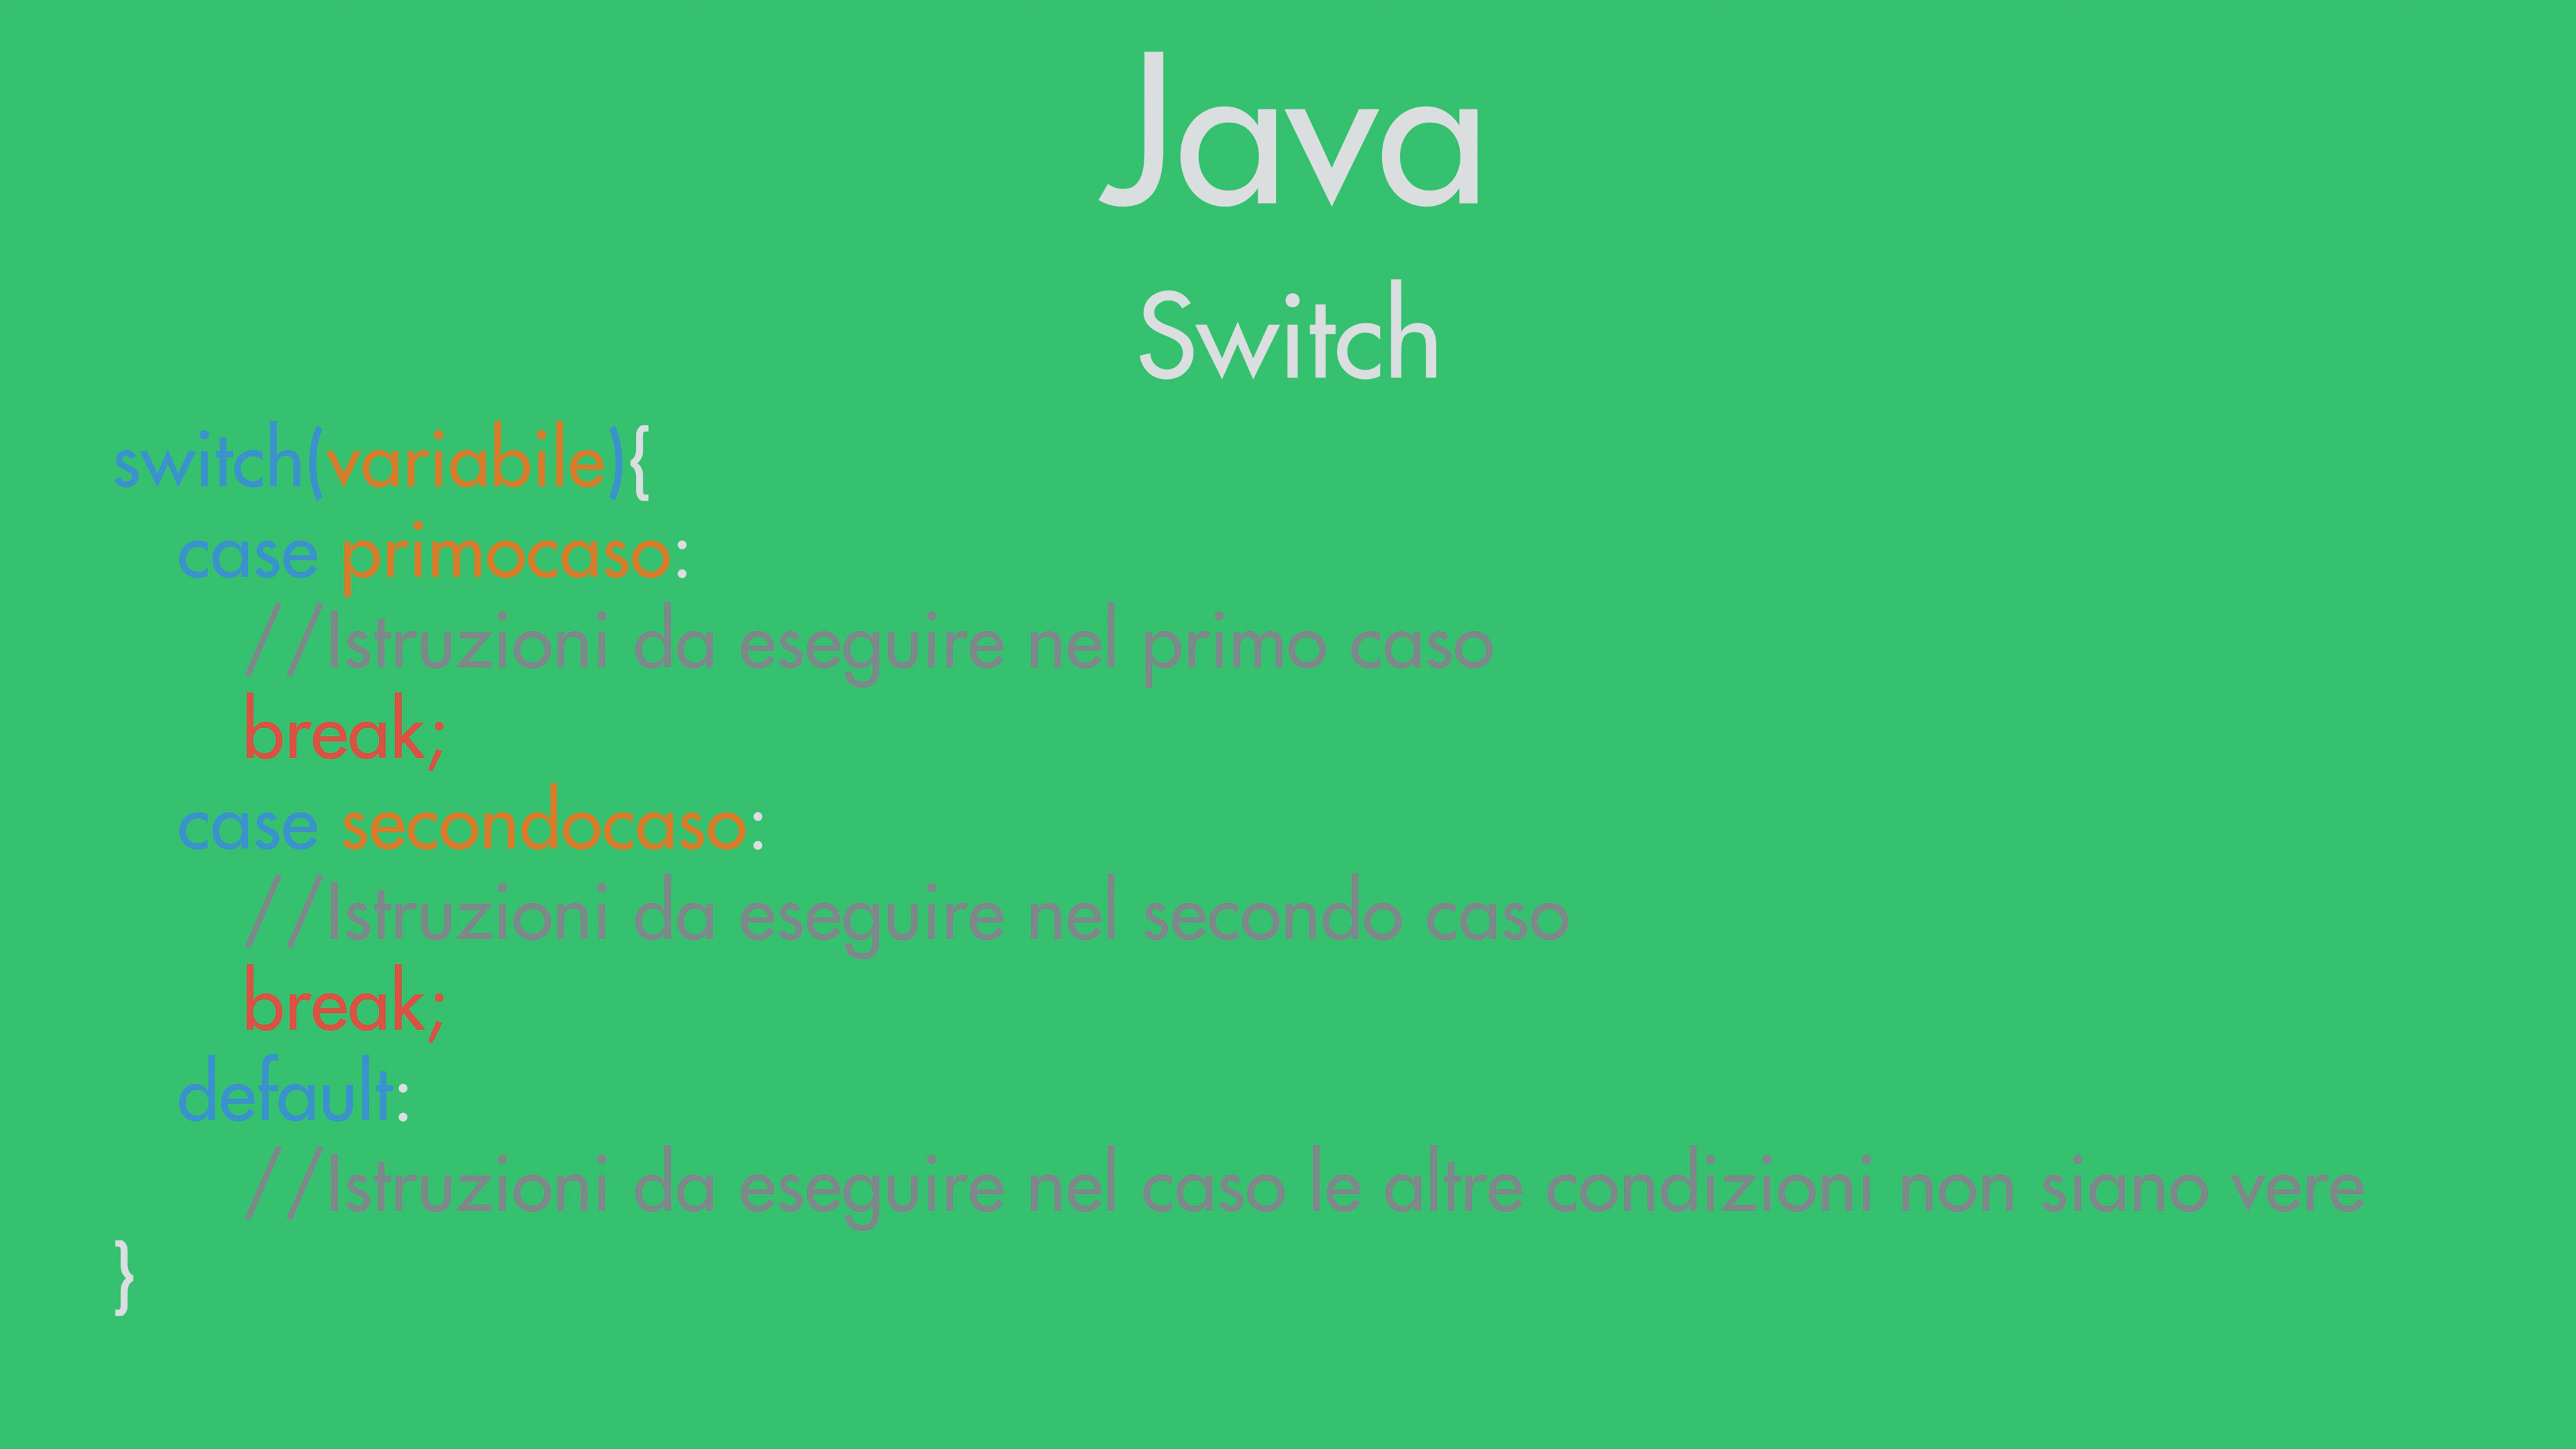 Java
Switch
switch(variabile){
case primocaso:
//Istruzioni da eseguire nel primo caso
break;
case secondocaso:
//Istruzioni da eseguire nel secondo caso
break;
default:
//Istruzioni da eseguire nel caso le altre condizioni non siano vere
}